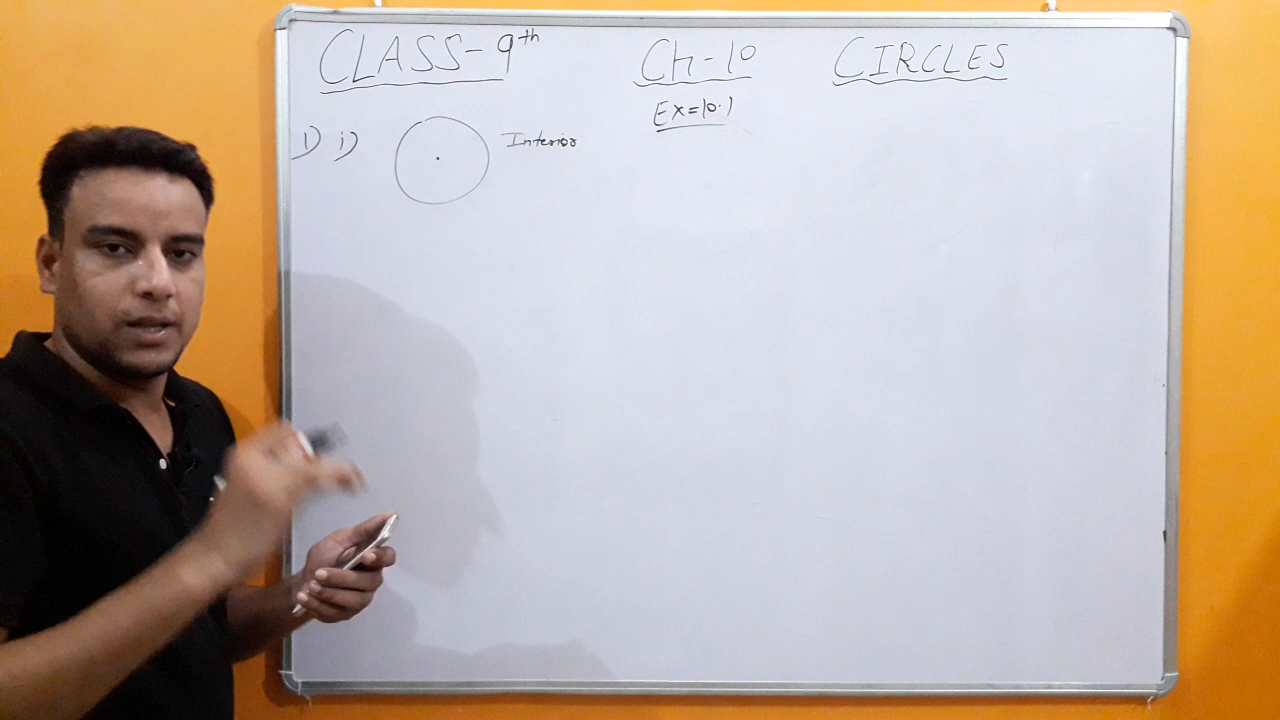 CLASS-9th Ch-10 CIRCLES
Ex=10.1
1) i) Interior